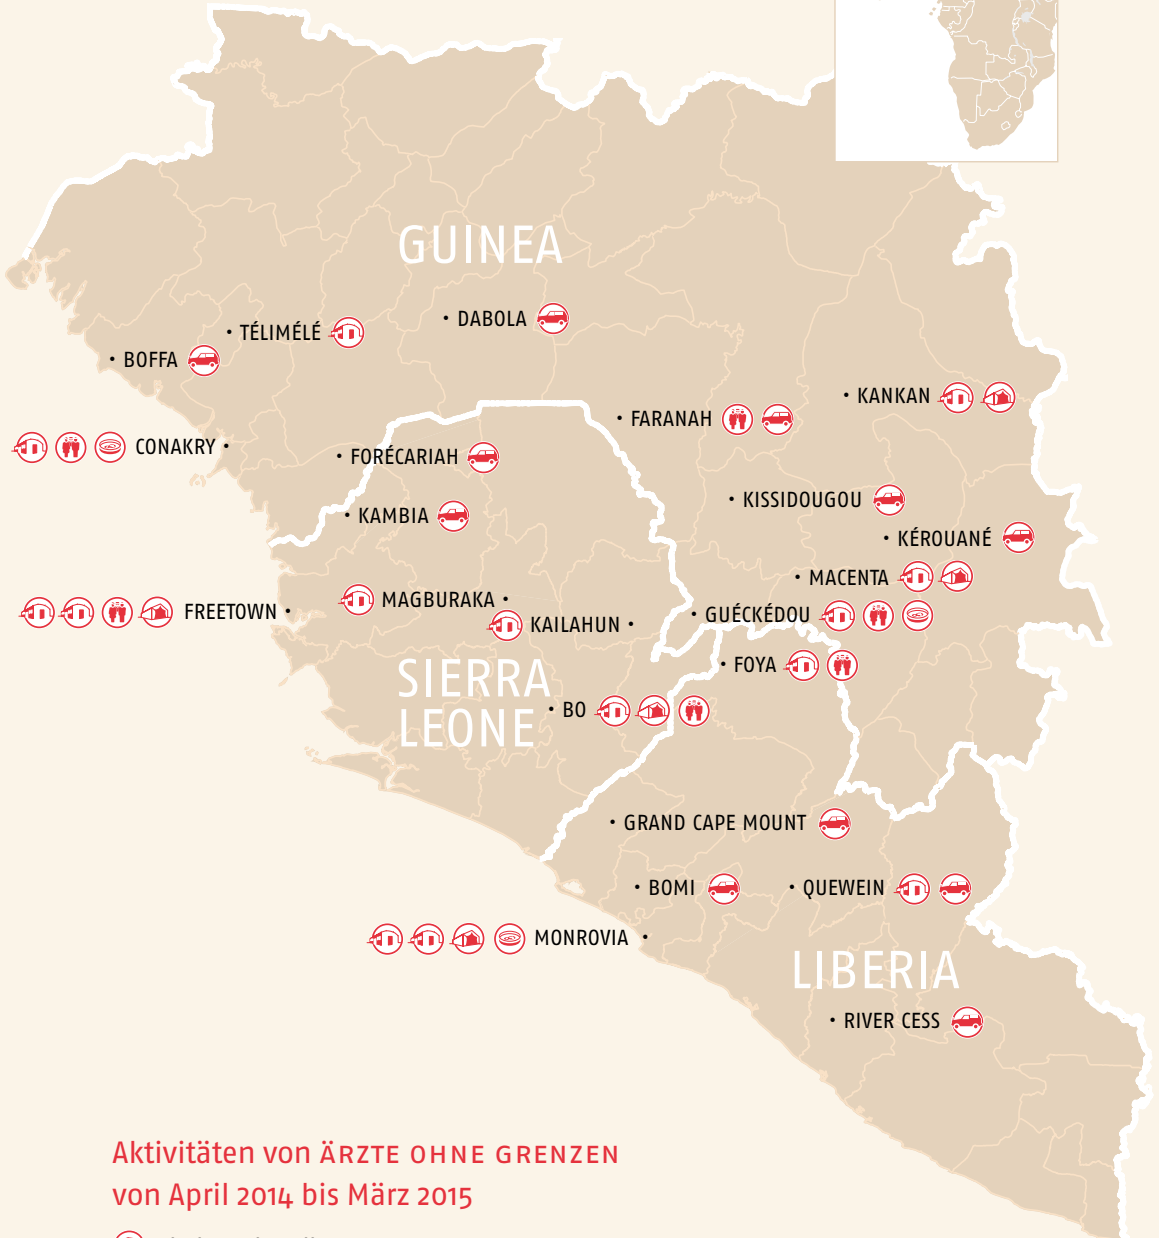 GUINEA
• DABOLA
• TÉLIMÉLÉ
• BOFFA
• KANKAN
• FARANAH
CONAKRY •
• FORÉCARIAH
• KISSIDOUGOU
• KAMBIA
• KÉROUANÉ
• MACENTA
MAGBURAKA •
FREETOWN •
• GUÉCKÉDOU
KAILAHUN •
• FOYA
SIERRA
LEONE
• BO
• GRAND CAPE MOUNT
• BOMI
• QUEWEIN
MONROVIA •
LIBERIA
• RIVER CESS
Aktivitäten von ÄRZTE OHNE GRENZEN
von April 2014 bis März 2015